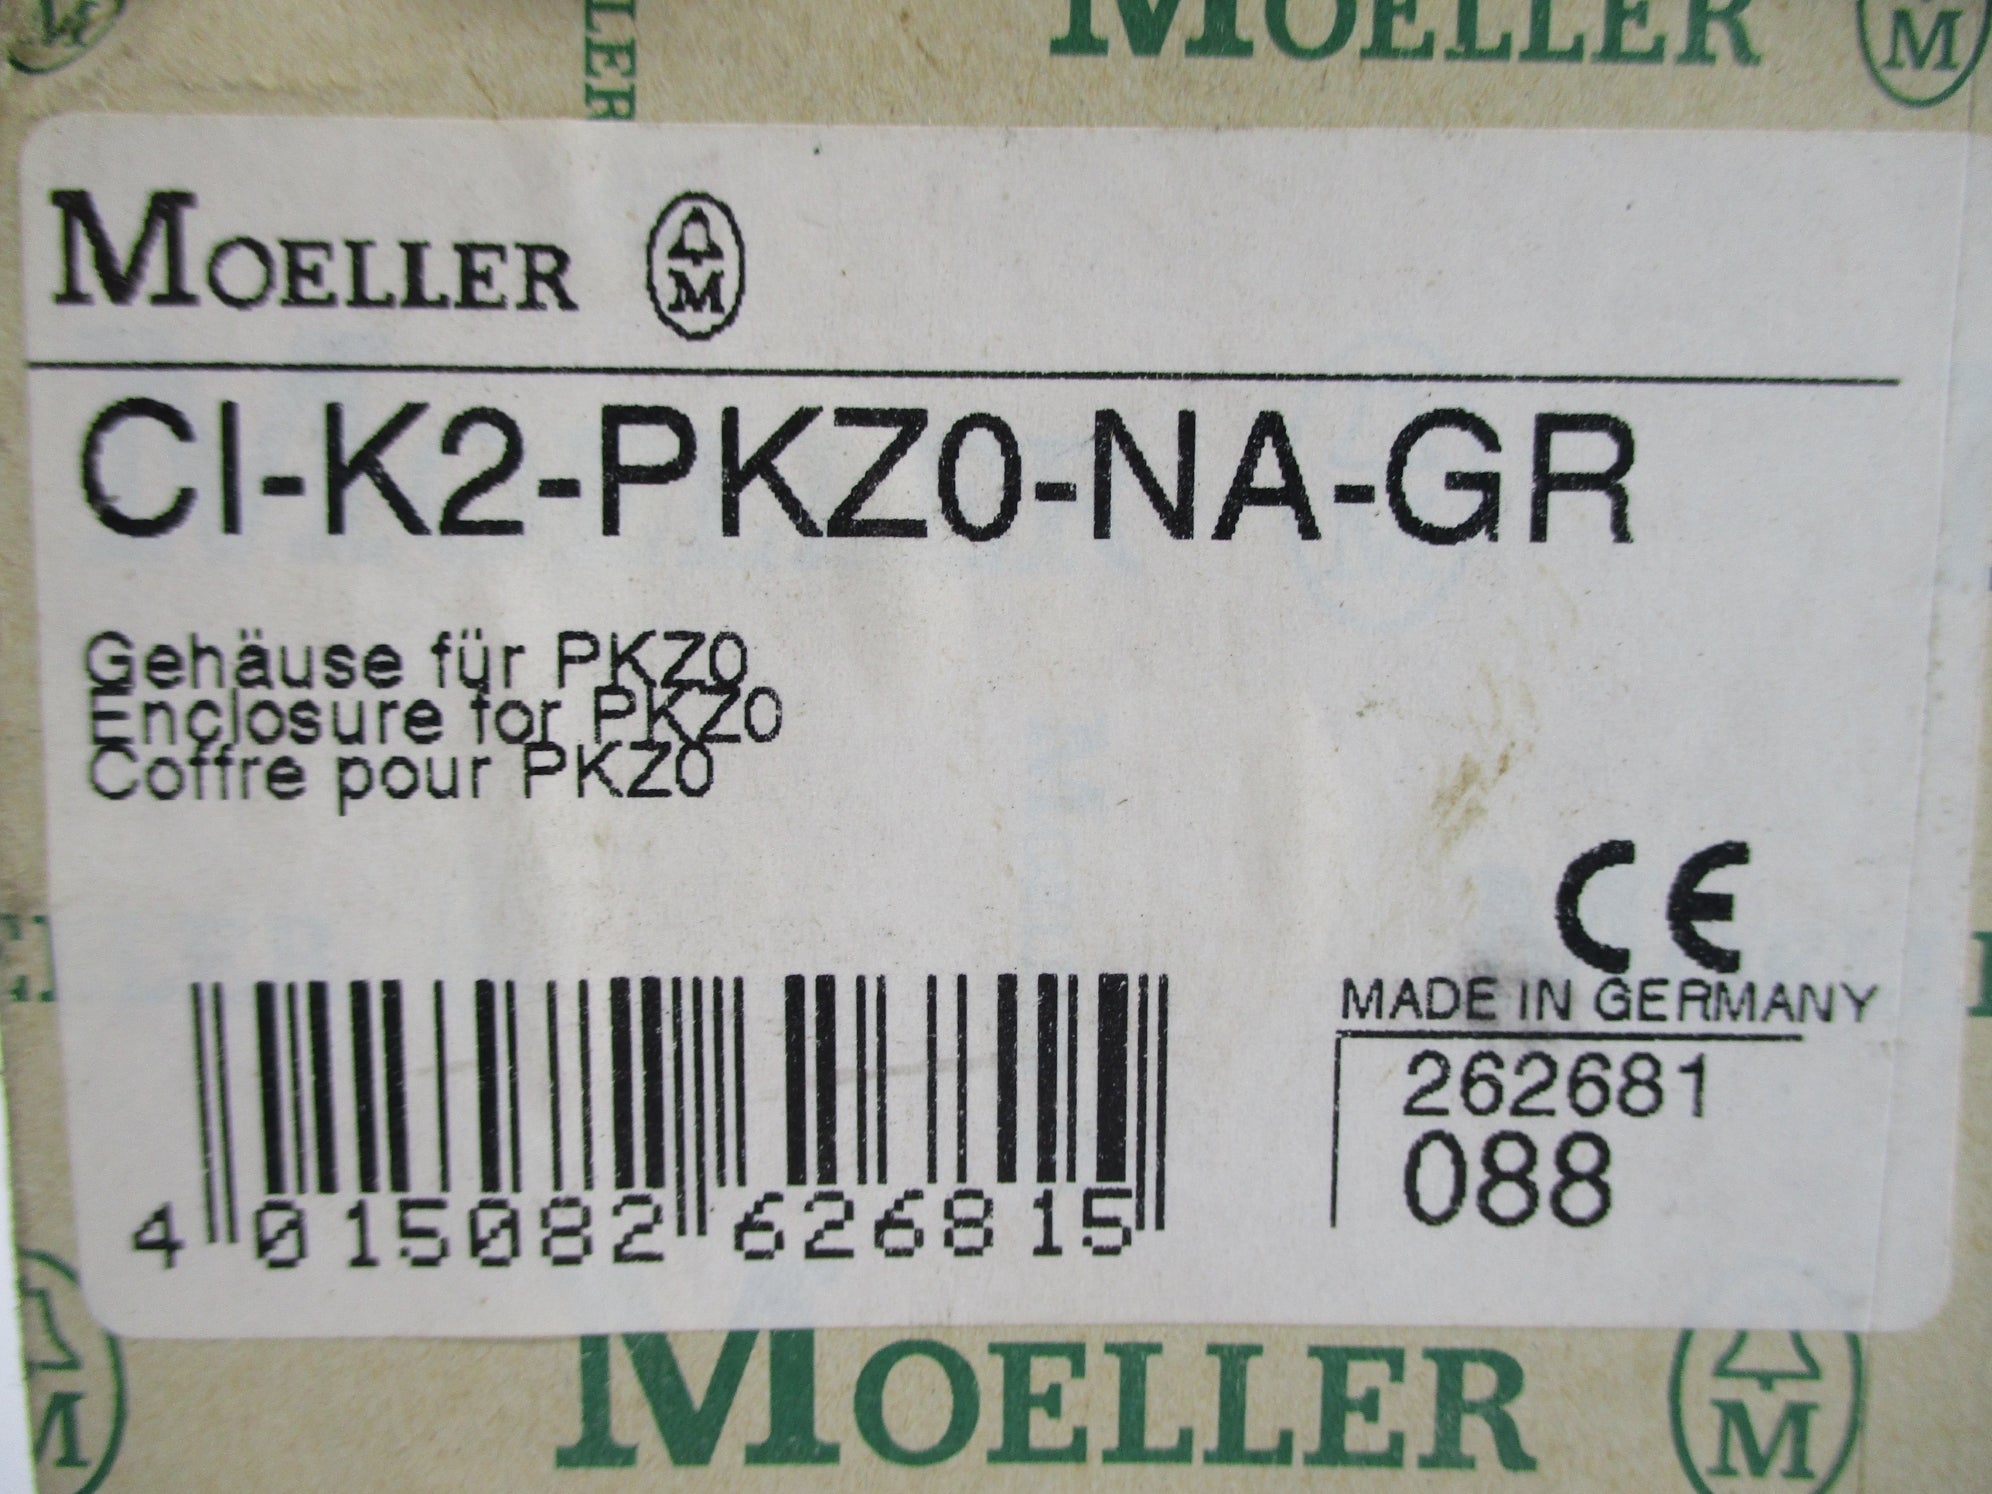 LER
MOELLER
M
MOELLER
M
CI-K2-PKZ0-NA-GR
Gehäuse für PKZ0
Enclosure for PKZ0
Coffre pour PKZ0
CE
MADE IN GERMANY
262681
088
4 015082 626815
MOELLER
M
M